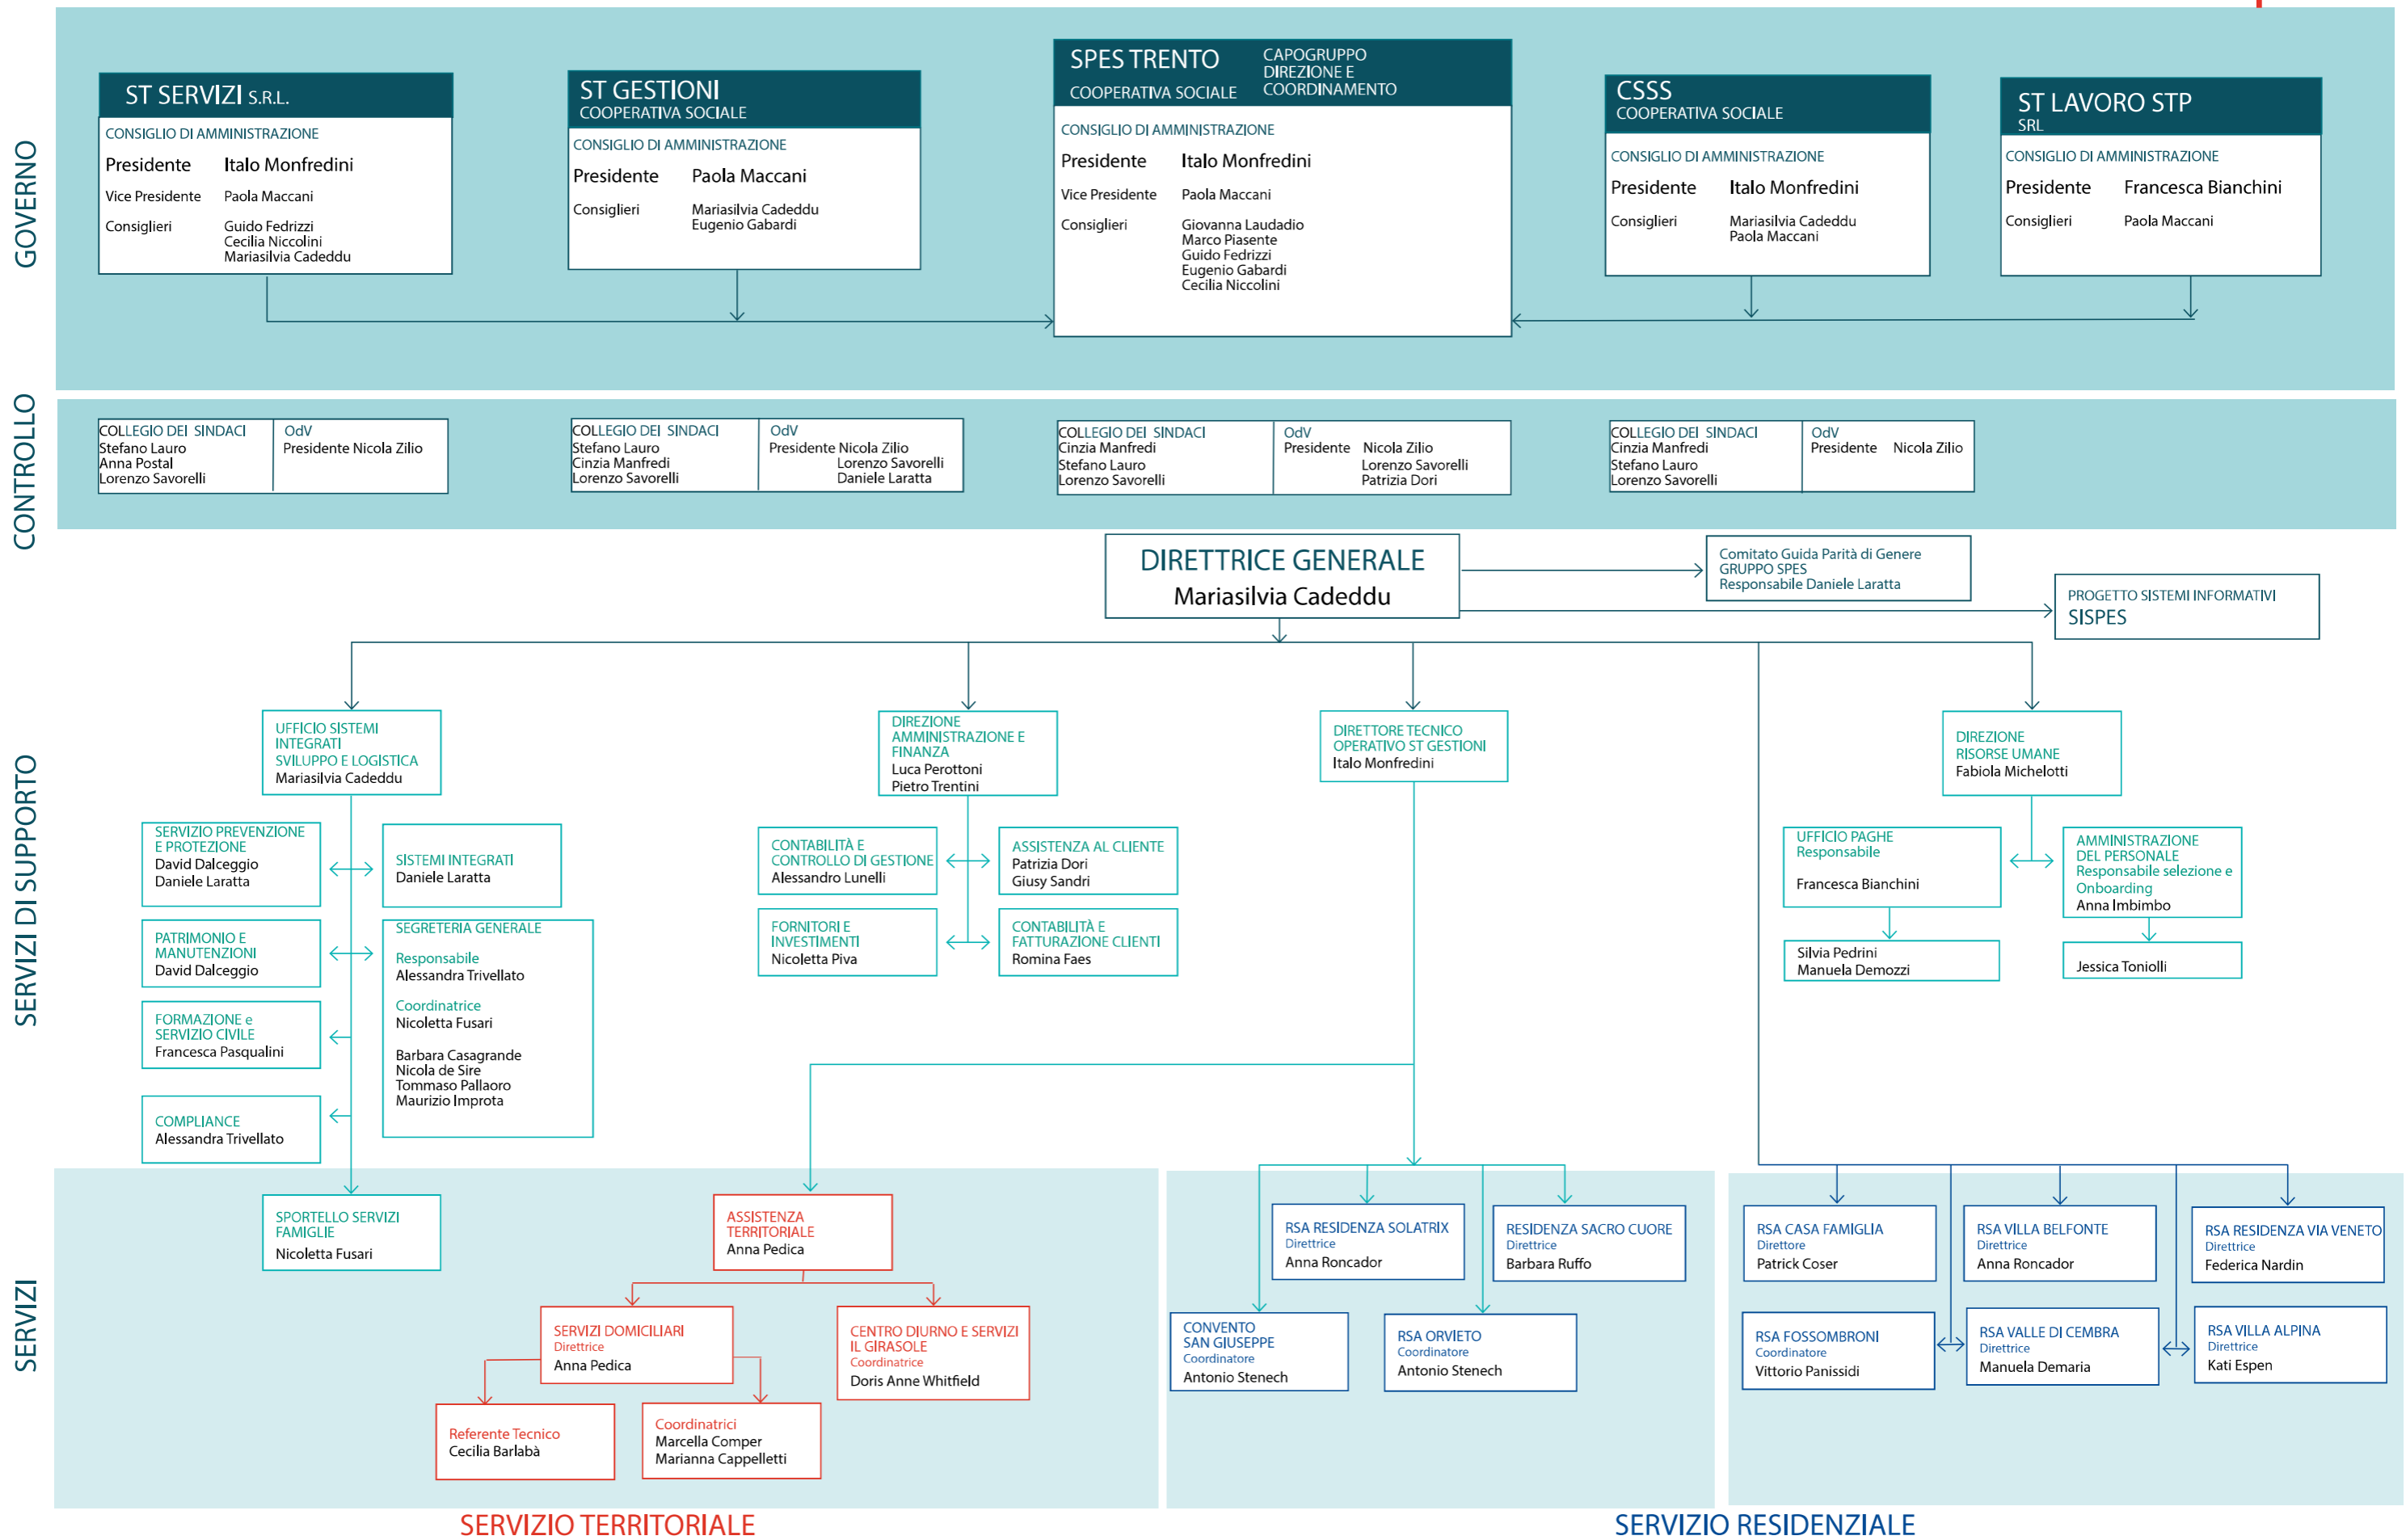 GOVERNO
ST SERVIZI S.R.L.
CONSIGLIO DI AMMINISTRAZIONE
Presidente Italo Monfredini
Vice Presidente Paola Maccani
Consiglieri Guido Fedrizzi
Cecilia Niccolini
Mariasilvia Cadeddu
ST GESTIONI
COOPERATIVA SOCIALE
CONSIGLIO DI AMMINISTRAZIONE
Presidente Paola Maccani
Consiglieri Mariasilvia Cadeddu
Eugenio Gabardi
SPES TRENTO
COOPERATIVA SOCIALE
CAPOGRUPPO
DIREZIONE E
COORDINAMENTO
CONSIGLIO DI AMMINISTRAZIONE
Presidente Italo Monfredini
Vice Presidente Paola Maccani
Consiglieri Giovanna Laudadio
Marco Piasente
Guido Fedrizzi
Eugenio Gabardi
Cecilia Niccolini
CSSS
COOPERATIVA SOCIALE
CONSIGLIO DI AMMINISTRAZIONE
Presidente Italo Monfredini
Consiglieri Mariasilvia Cadeddu
Paola Maccani
ST LAVORO STP
SRL
CONSIGLIO DI AMMINISTRAZIONE
Presidente Francesca Bianchini
Consiglieri Paola Maccani
CONTROLLO
COLLEGIO DEI SINDACI
Stefano Lauro
Anna Postal
Lorenzo Savorelli
OdV
Presidente Nicola Zilio
COLLEGIO DEI SINDACI
Stefano Lauro
Cinzia Manfredi
Lorenzo Savorelli
OdV
Presidente Nicola Zilio
Lorenzo Savorelli
Daniele Laratta
COLLEGIO DEI SINDACI
Cinzia Manfredi
Stefano Lauro
Lorenzo Savorelli
OdV
Presidente Nicola Zilio
Lorenzo Savorelli
Patrizia Dori
COLLEGIO DEI SINDACI
Cinzia Manfredi
Stefano Lauro
Lorenzo Savorelli
OdV
Presidente Nicola Zilio
DIRETTRICE GENERALE
Mariasilvia Cadeddu
Comitato Guida Parità di Genere
GRUPPO SPES
Responsabile Daniele Laratta
PROGETTO SISTEMI INFORMATIVI
SISPES
SERVIZI DI SUPPORTO
UFFICIO SISTEMI
INTEGRATI
SVILUPPO E LOGISTICA
Mariasilvia Cadeddu
SERVIZIO PREVENZIONE
E PROTEZIONE
David Dalceggio
Daniele Laratta
SISTEMI INTEGRATI
Daniele Laratta
PATRIMONIO E
MANUTENZIONI
David Dalceggio
SEGRETERIA GENERALE
Responsabile
Alessandra Trivellato
Coordinatrice
Nicoletta Fusari
Barbara Casagrande
Nicola de Sire
Tommaso Pallaoro
Maurizio Improta
FORMAZIONE e
SERVIZIO CIVILE
Francesca Pasqualini
COMPLIANCE
Alessandra Trivellato
DIREZIONE
AMMINISTRAZIONE E
FINANZA
Luca Perottoni
Pietro Trentini
CONTABILITÀ E
CONTROLLO DI GESTIONE
Alessandro Lunelli
ASSISTENZA AL CLIENTE
Patrizia Dori
Giusy Sandri
FORNITORI E
INVESTIMENTI
Nicoletta Piva
CONTABILITÀ E
FATTURAZIONE CLIENTI
Romina Faes
DIRETTORE TECNICO
OPERATIVO ST GESTIONI
Italo Monfredini
DIREZIONE
RISORSE UMANE
Fabiola Michelotti
UFFICIO PAGHE
Responsabile
Francesca Bianchini
AMMINISTRAZIONE
DEL PERSONALE
Responsabile selezione e
Onboarding
Anna Imbimbo
Silvia Pedrini
Manuela Demozzi
Jessica Toniolli
SERVIZI
SPORTELLO SERVIZI
FAMIGLIE
Nicoletta Fusari
ASSISTENZA
TERRITORIALE
Anna Pedica
SERVIZI DOMICILIARI
Direttrice
Anna Pedica
CENTRO DIURNO E SERVIZI
IL GIRASOLE
Coordinatrice
Doris Anne Whitfield
Referente Tecnico
Cecilia Barlabà
Coordinatrici
Marcella Comper
Marianna Cappelletti
RSA RESIDENZA SOLATRIX
Direttrice
Anna Roncador
RESIDENZA SACRO CUORE
Direttrice
Barbara Ruffo
CONVENTO
SAN GIUSEPPE
Coordinatore
Antonio Stenech
RSA ORVIETO
Coordinatore
Antonio Stenech
RSA CASA FAMIGLIA
Direttore
Patrick Coser
RSA VILLA BELFONTE
Direttrice
Anna Roncador
RSA RESIDENZA VIA VENETO
Direttrice
Federica Nardin
RSA FOSSOMBRONI
Coordinatore
Vittorio Panissidi
RSA VALLE DI CEMBRA
Direttrice
Manuela Demaria
RSA VILLA ALPINA
Direttrice
Kati Espen
SERVIZIO TERRITORIALE
SERVIZIO RESIDENZIALE